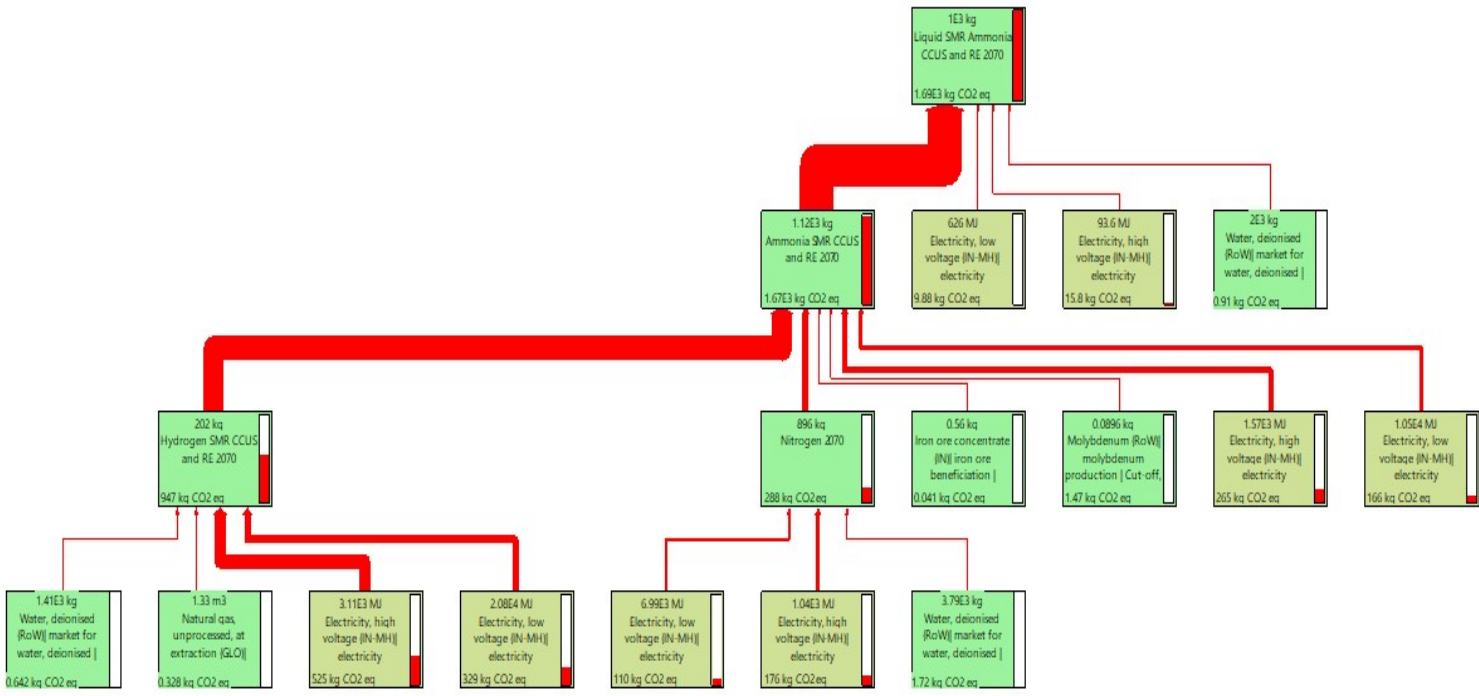 1E3 kg
Liquid SMR Ammonia
CCUS and RE 2070
1.69E3 kg CO2 eq
1.12E3 kg
Ammonia SMR CCUS
and RE 2070
1.67E3 kg CO2 eq
626 MJ
Electricity, low
voltage {IN-MH}|
electricity
9.88 kg CO2 eq
93.6 MJ
Electricity, high
voltage {IN-MH}|
electricity
15.8 kg CO2 eq
2E3 kg
Water, deionised
{RoW}| market for
water, deionised |
0.91 kg CO2 eq
202 kg
Hydrogen SMR CCUS
and RE 2070
947 kg CO2 eq
896 kg
Nitrogen 2070
288 kg CO2 eq
0.56 kg
Iron ore concentrate
{IN}| iron ore
beneficiation |
0.041 kg CO2 eq
0.0896 kg
Molybdenum {RoW}|
molybdenum
production | Cut-off,
1.47 kg CO2 eq
1.57E3 MJ
Electricity, high
voltage {IN-MH}|
electricity
265 kg CO2 eq
1.05E4 MJ
Electricity, low
voltage {IN-MH}|
electricity
166 kg CO2 eq
1.41E3 kg
Water, deionised
{RoW}| market for
water, deionised |
0.642 kg CO2 eq
1.33 m3
Natural gas,
unprocessed, at
extraction {GLO}|
0.328 kg CO2 eq
3.11E3 MJ
Electricity, high
voltage {IN-MH}|
electricity
525 kg CO2 eq
2.08E4 MJ
Electricity, low
voltage {IN-MH}|
electricity
329 kg CO2 eq
6.99E3 MJ
Electricity, low
voltage {IN-MH}|
electricity
110 kg CO2 eq
1.04E3 MJ
Electricity, high
voltage {IN-MH}|
electricity
176 kg CO2 eq
3.79E3 kg
Water, deionised
{RoW}| market for
water, deionised |
1.72 kg CO2 eq